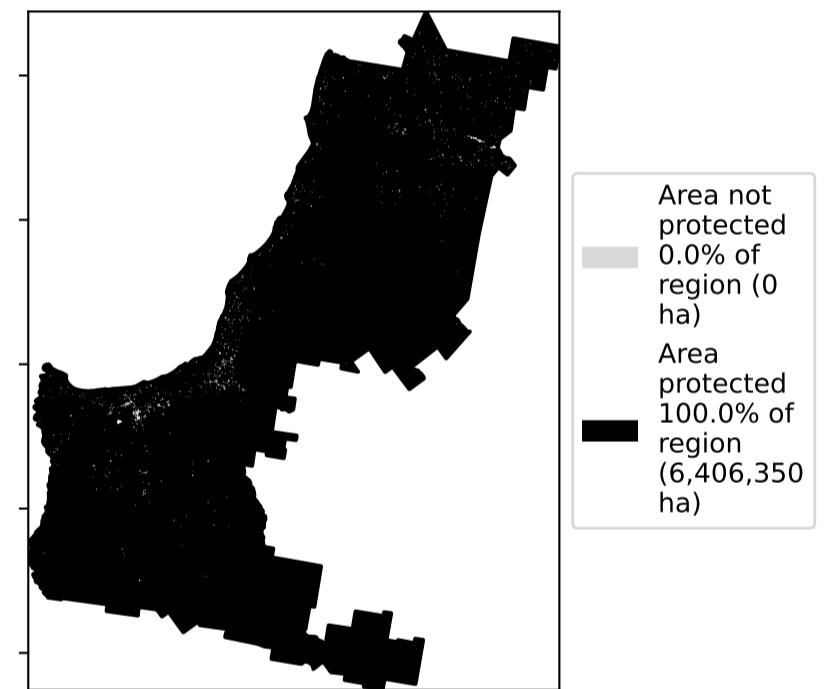 Area not
protected
0.0% of
region (0
ha)
Area
protected
100.0% of
region
(6,406,350
ha)